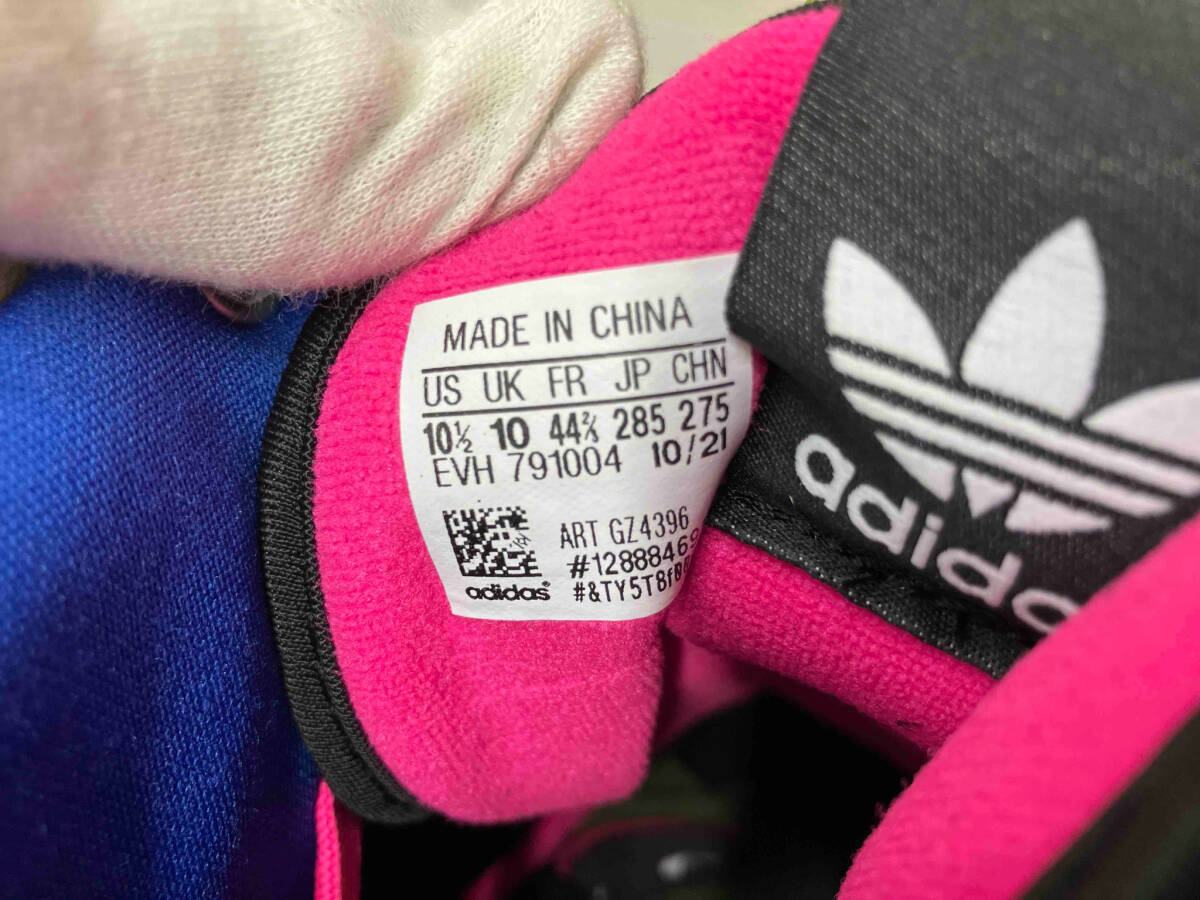 MADE IN CHINA
US UK FR JP CHN
10½ 10 44⅔ 285 275
EVH 791004 10/21
ART GZ4396
#12888469
adidas
adidas